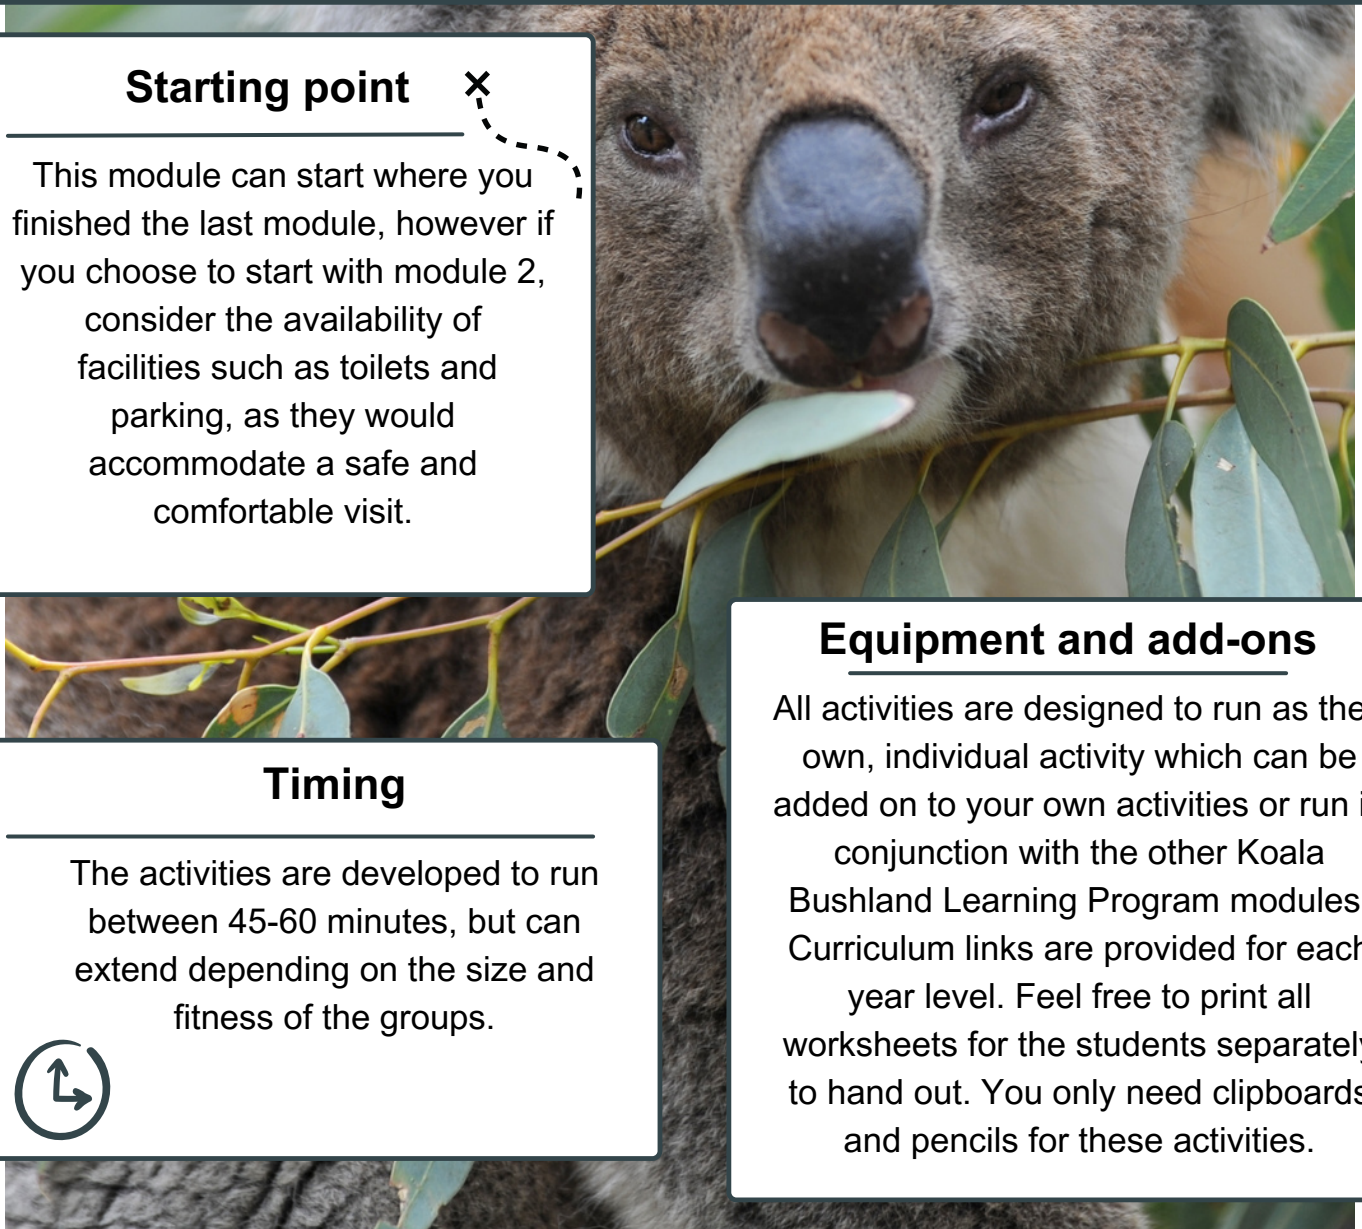 Starting point
This module can start where you
finished the last module, however if
you choose to start with module 2,
consider the availability of
facilities such as toilets and
parking, as they would
accommodate a safe and
comfortable visit.
Timing
The activities are developed to run
between 45-60 minutes, but can
extend depending on the size and
fitness of the groups.
Equipment and add-ons
All activities are designed to run as
own, individual activity which can be
added on to your own activities or run
conjunction with the other Koala
Bushland Learning Program modules
Curriculum links are provided for each
year level. Feel free to print all
worksheets for the students separately
to hand out. You only need clipboards
and pencils for these activities.